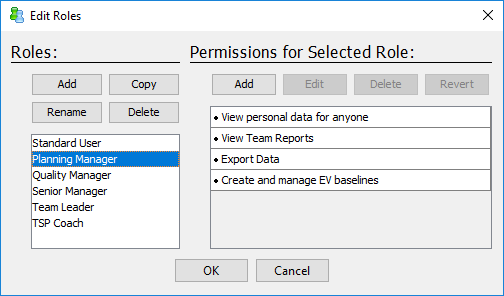 Edit Roles
Roles:
Permissions for Selected Role:
Add Copy
Rename Delete
Standard User
Planning Manager
Quality Manager
Senior Manager
Team Leader
TSP Coach
Add Edit Delete Revert
• View personal data for anyone
• View Team Reports
• Export Data
• Create and manage EV baselines
OK Cancel